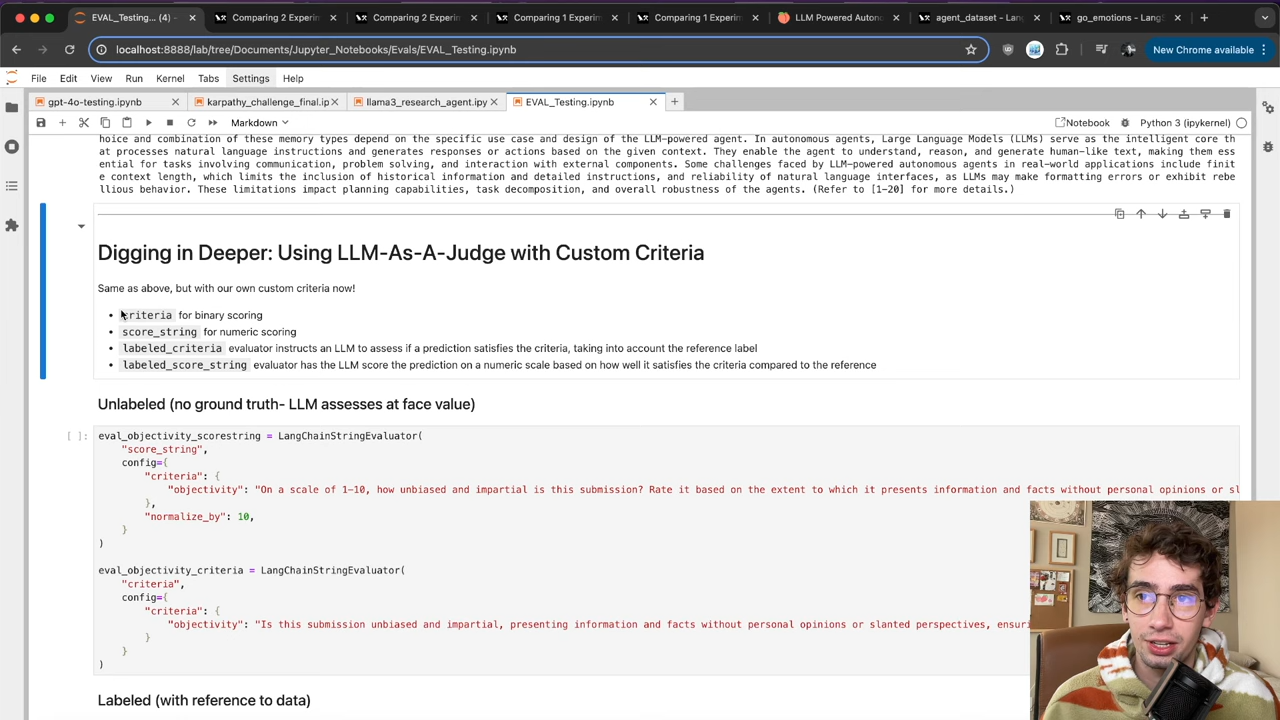 EVAL_Testing... (4) -
Comparing 2 Experim
Comparing 2 Experim
Comparing 1 Experim
Comparing 1 Experim
LLM Powered Autono
agent_dataset - Lang
go_emotions - LangS
localhost:8888/lab/tree/Documents/Jupyter_Notebooks/Evals/EVAL_Testing.ipynb
New Chrome available
File Edit View Run Kernel Tabs Settings Help
gpt-4o-testing.ipynb
karpathy_challenge_final.ip
llama3_research_agent.ipy
EVAL_Testing.ipynb
Markdown
Notebook
Python 3 (ipykernel)
hoice and combination of these memory types depend on the specific use case and design of the LLM-powered agent. In autonomous agents, Large Language Models (LLMs) serve as the intelligent core th
at processes natural language instructions and generates responses or actions based on the given context. They enable the agent to understand, reason, and generate human-like text, making them ess
ential for tasks involving communication, problem solving, and interaction with external components. Some challenges faced by LLM-powered autonomous agents in real-world applications include finit
e context length, which limits the inclusion of historical information and detailed instructions, and reliability of natural language interfaces, as LLMs may make formatting errors or exhibit rebe
llious behavior. These limitations impact planning capabilities, task decomposition, and overall robustness of the agents. (Refer to [1-20] for more details.)
Digging in Deeper: Using LLM-As-A-Judge with Custom Criteria
Same as above, but with our own custom criteria now!
• criteria for binary scoring
• score_string for numeric scoring
• labeled_criteria evaluator instructs an LLM to assess if a prediction satisfies the criteria, taking into account the reference label
• labeled_score_string evaluator has the LLM score the prediction on a numeric scale based on how well it satisfies the criteria compared to the reference
Unlabeled (no ground truth- LLM assesses at face value)
[ ]:
eval_objectivity_scorestring = LangChainStringEvaluator(
"score_string",
config={
"criteria": {
"objectivity": "On a scale of 1-10, how unbiased and impartial is this submission? Rate it based on the extent to which it presents information and facts without personal opinions or sl
},
"normalize_by": 10,
}
)
eval_objectivity_criteria = LangChainStringEvaluator(
"criteria",
config={
"criteria": {
"objectivity": "Is this submission unbiased and impartial, presenting information and facts without personal opinions or slanted perspectives, ensuri
}
}
)
Labeled (with reference to data)